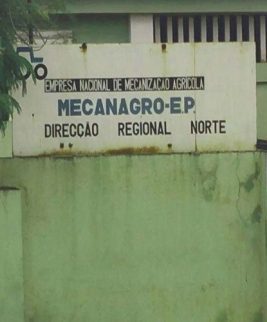 EMPRESA NACIONAL DE MECANIZAÇÃO AGRICOLA
MECANAGRO-E.P.
DIRECÇÃO REGIONAL NORTE